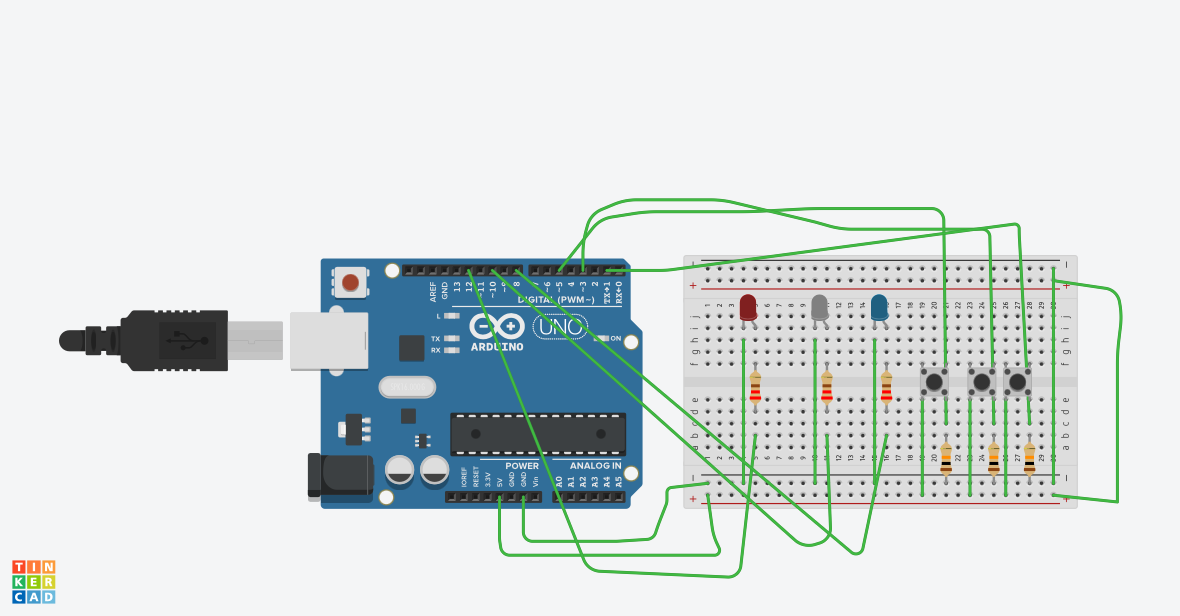 AREF
GND
13
12
~11
~10
~9
8
7
~6
~5
4
~3
2
TX→1
RX←0
DIGITAL (PWM~)
L
TX
RX
ARDUINO
UNO
ON
POWER
ANALOG IN
IOREF
RESET
3.3V
5V
GND
GND
Vin
A0
A1
A2
A3
A4
A5
TIN
KER
CAD